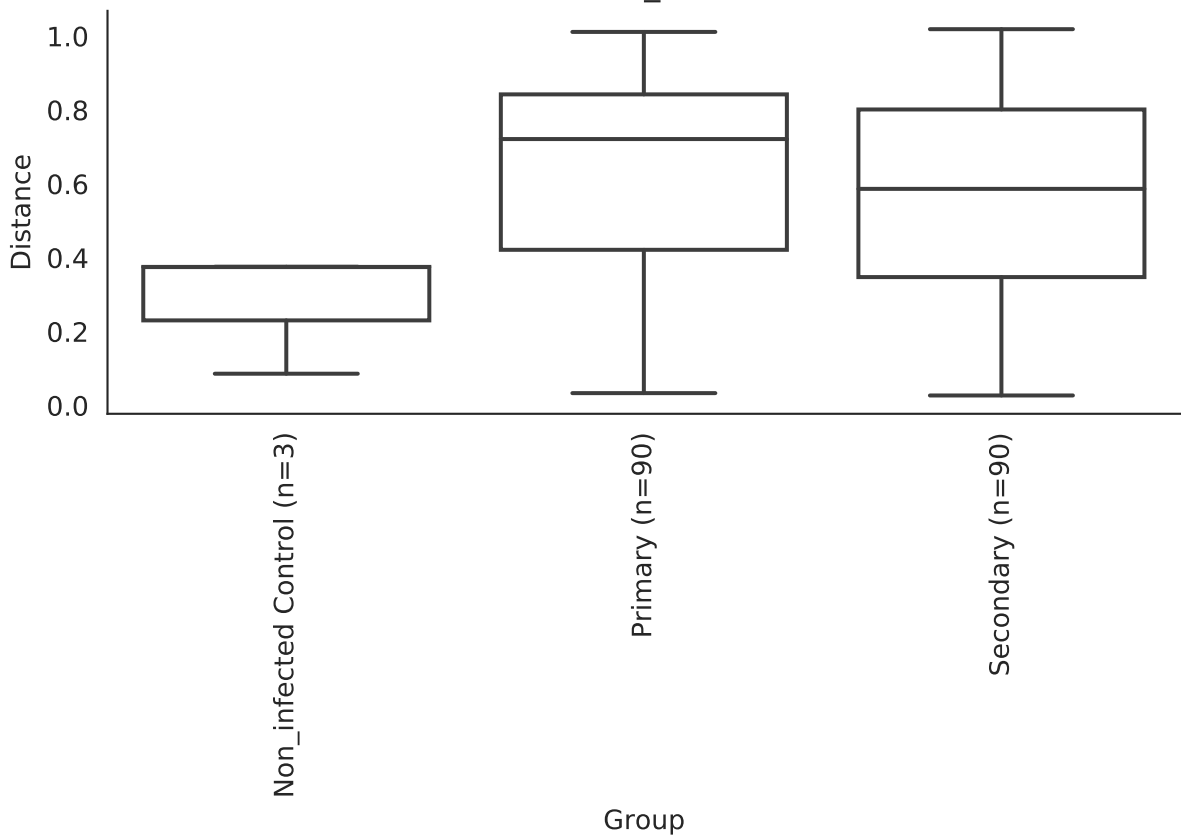 1.0
0.8
0.6
0.4
0.2
0.0
Distance
Non_infected Control (n=3)
Primary (n=90)
Secondary (n=90)
Group